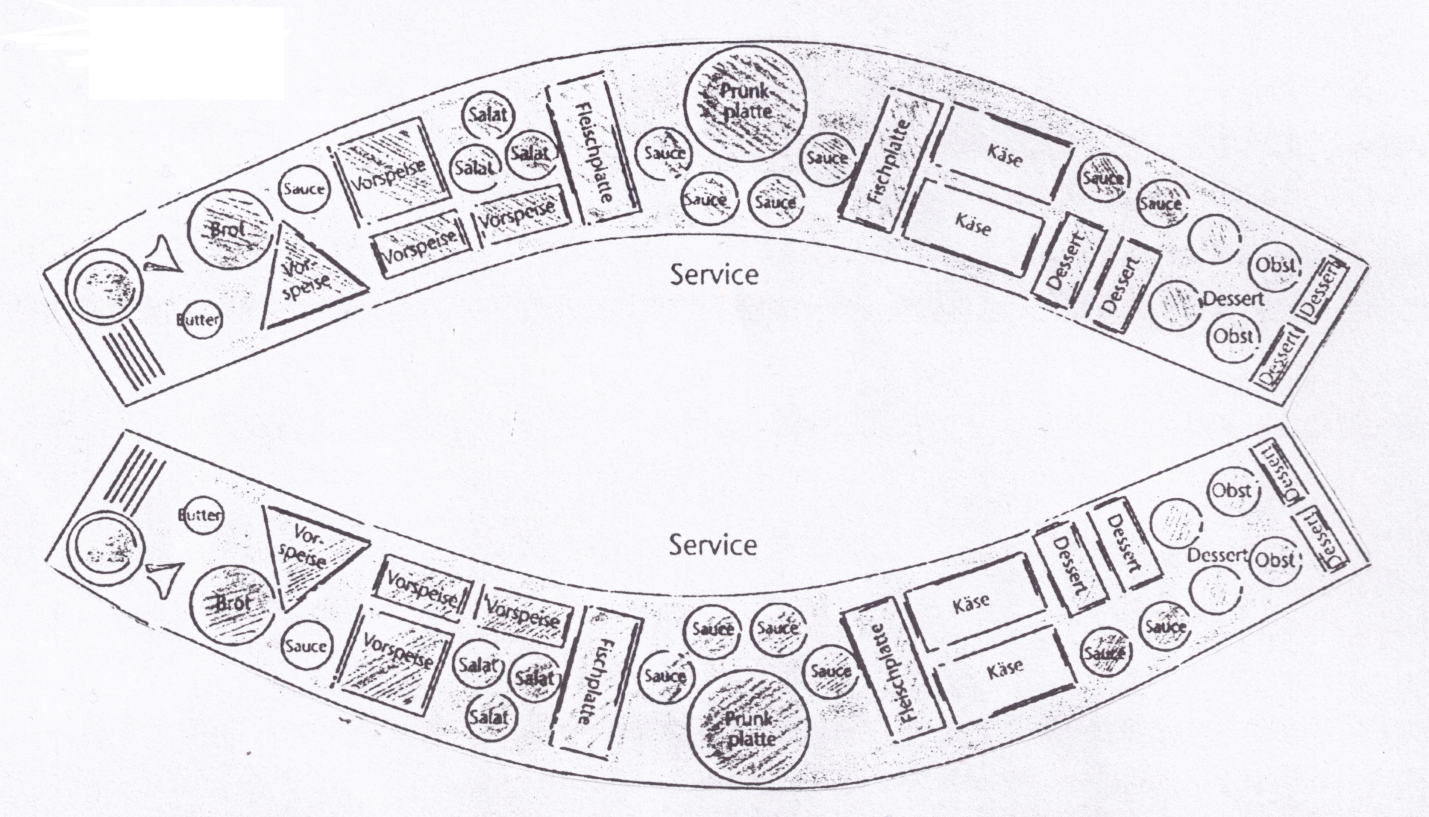 Prunk-
platte
Salat
Salat
Salat
Fleischplatte
Sauce
Sauce
Sauce
Sauce
Fischplatte
Käse
Käse
Sauce
Sauce
Sauce
Vorspeise
Vorspeise
Vorspeise
Brot
Vor-
speise
Butter
Service
Dessert
Dessert
Obst
Dessert
Obst
Dessert
Dessert
Service
Butter
Vor-
speise
Brot
Sauce
Vorspeise
Vorspeise
Vorspeise
Salat
Salat
Salat
Fischplatte
Sauce
Sauce
Sauce
Sauce
Prunk-
platte
Fleischplatte
Käse
Käse
Dessert
Dessert
Sauce
Sauce
Obst
Dessert
Obst
Dessert
Dessert